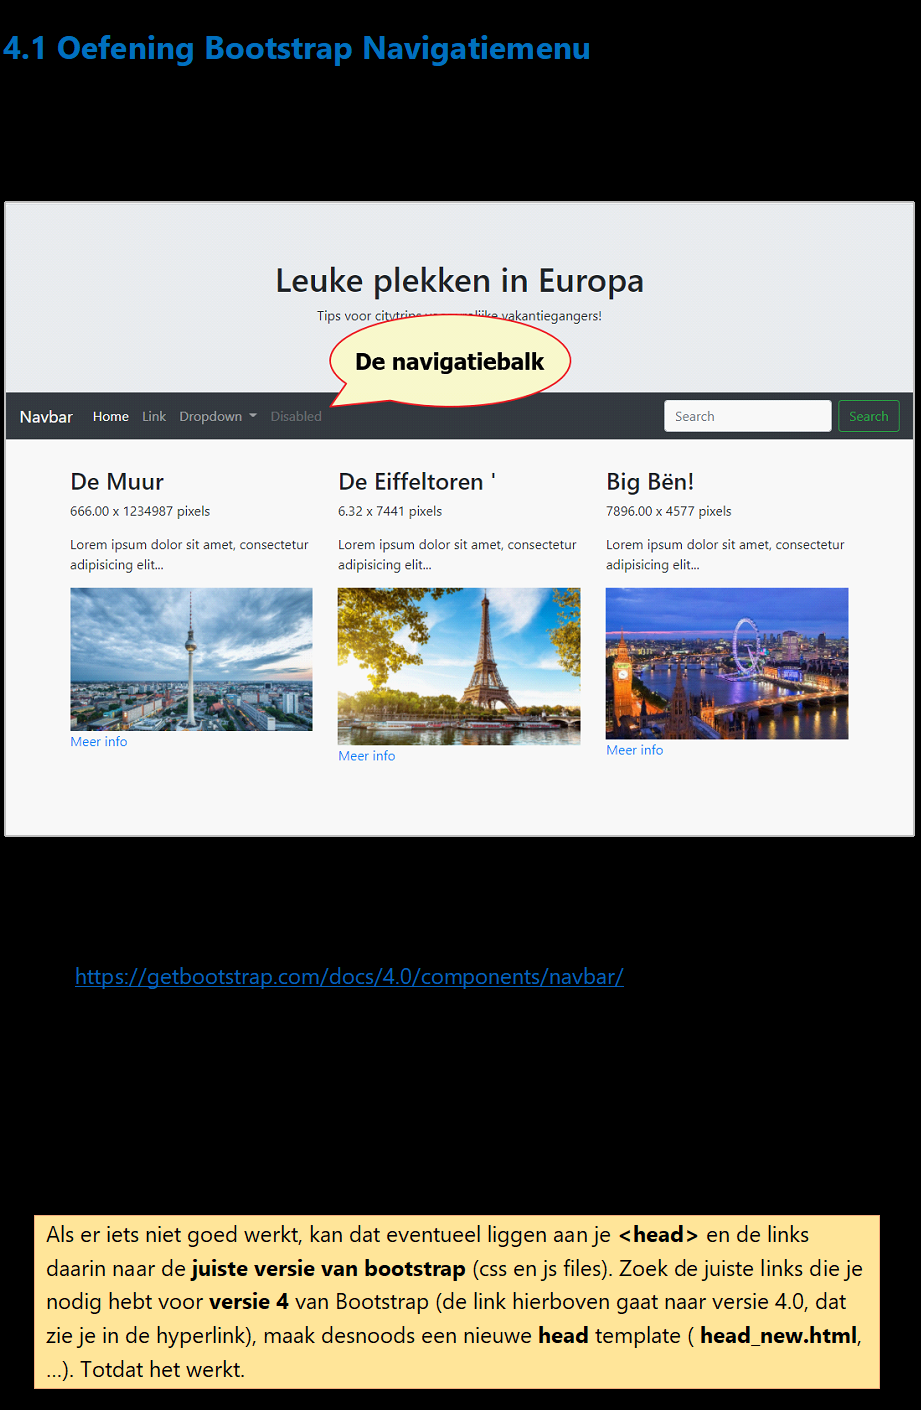 4.1 Oefening Bootstrap Navigatiemenu
Leuke plekken in Europa
Tips voor citytrips vakantiegangers!
De navigatiebalk
Navbar Home Link Dropdown Disabled Search Search
De Muur
666.00 x 1234987 pixels
Lorem ipsum dolor sit amet, consectetur
adipisicing elit...
Meer info
De Eiffeltoren '
6.32 x 7441 pixels
Lorem ipsum dolor sit amet, consectetur
adipisicing elit...
Meer info
Big Bën!
7896.00 x 4577 pixels
Lorem ipsum dolor sit amet, consectetur
adipisicing elit...
Meer info
https://getbootstrap.com/docs/4.0/components/navbar/
Als er iets niet goed werkt, kan dat eventueel liggen aan je <head> en de links
daarin naar de juiste versie van bootstrap (css en js files). Zoek de juiste links die je
nodig hebt voor versie 4 van Bootstrap (de link hierboven gaat naar versie 4.0, dat
zie je in de hyperlink), maak desnoods een nieuwe head template ( head_new.html,
...). Totdat het werkt.